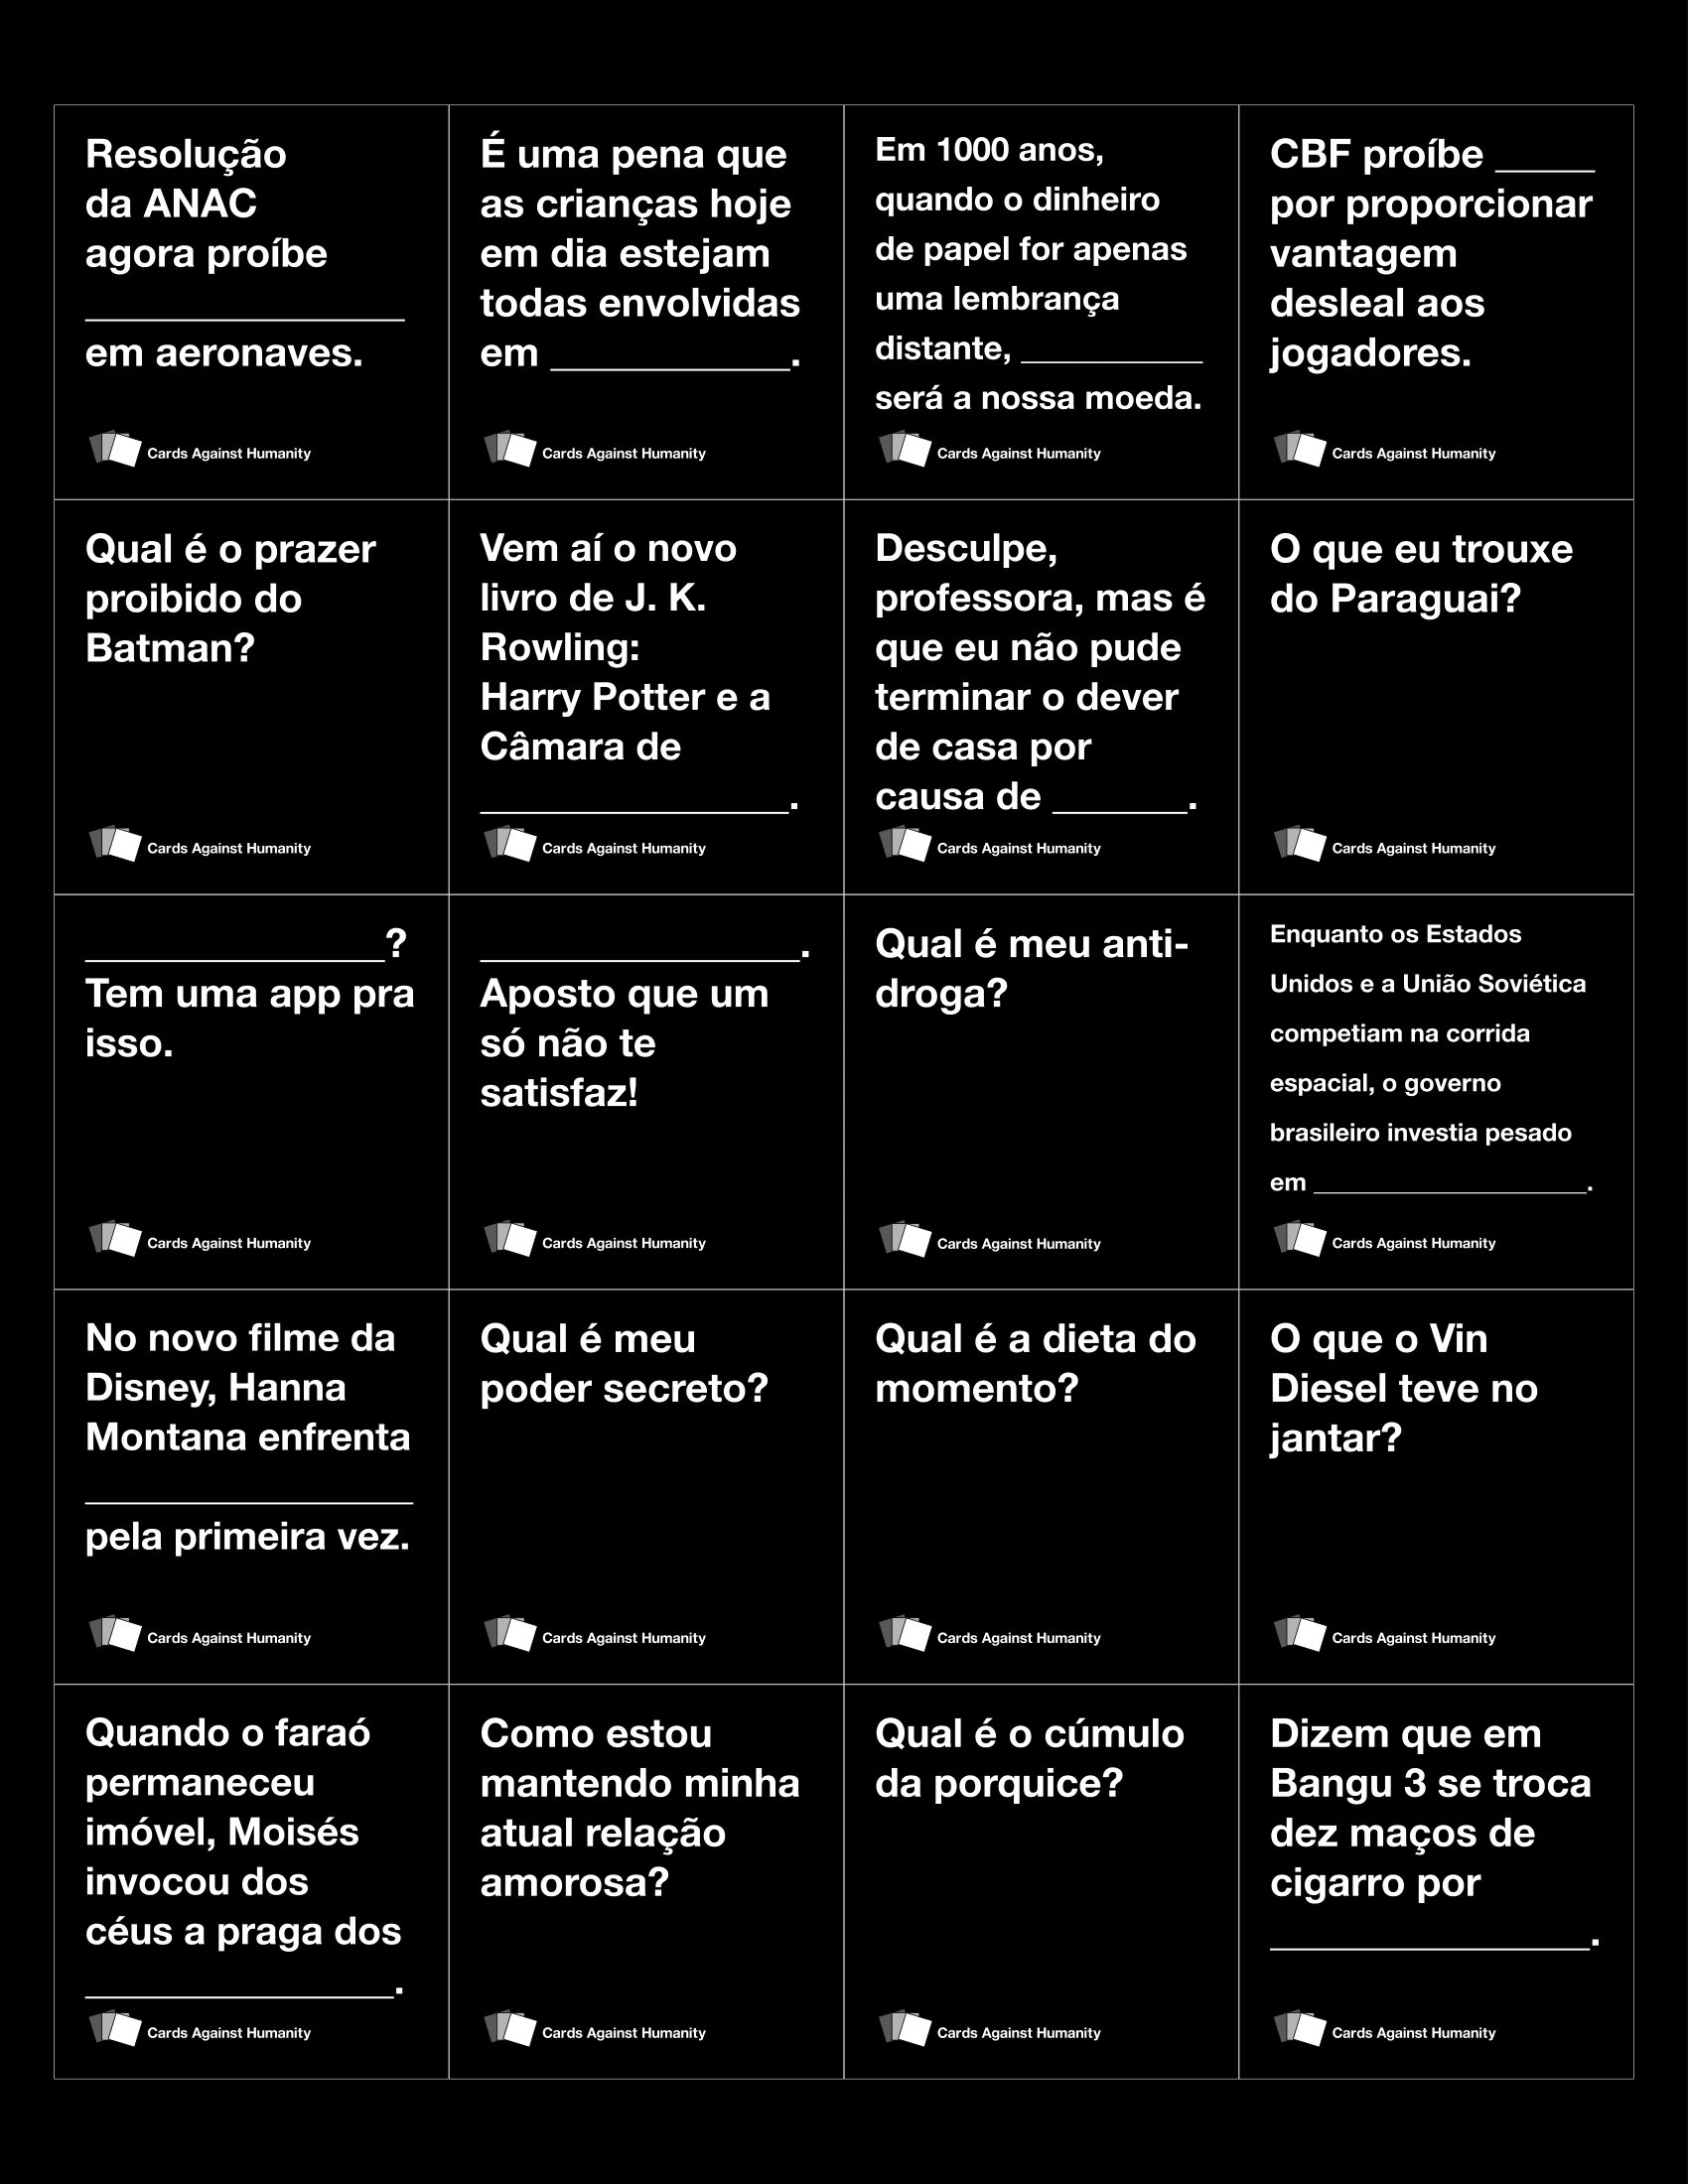 Resolução
da ANAC
agora proíbe
________________
em aeronaves.
Cards Against Humanity
É uma pena que
as crianças hoje
em dia estejam
todas envolvidas
em ____________.
Cards Against Humanity
Em 1000 anos,
quando o dinheiro
de papel for apenas
uma lembrança
distante, ___________
será a nossa moeda.
Cards Against Humanity
CBF proíbe _____
por proporcionar
vantagem
desleal aos
jogadores.
Cards Against Humanity
Qual é o prazer
proibido do
Batman?
Cards Against Humanity
Vem aí o novo
livro de J. K.
Rowling:
Harry Potter e a
Câmara de
________________.
Cards Against Humanity
Desculpe,
professora, mas é
que eu não pude
terminar o dever
de casa por
causa de _______.
Cards Against Humanity
O que eu trouxe
do Paraguai?
Cards Against Humanity
_______________?
Tem uma app pra
isso.
Cards Against Humanity
________________.
Aposto que um
só não te
satisfaz!
Cards Against Humanity
Qual é meu anti-
droga?
Cards Against Humanity
Enquanto os Estados
Unidos e a União Soviética
competiam na corrida
espacial, o governo
brasileiro investia pesado
em ______________________.
Cards Against Humanity
No novo filme da
Disney, Hanna
Montana enfrenta
_________________
pela primeira vez.
Cards Against Humanity
Qual é meu
poder secreto?
Cards Against Humanity
Qual é a dieta do
momento?
Cards Against Humanity
O que o Vin
Diesel teve no
jantar?
Cards Against Humanity
Quando o faraó
permaneceu
imóvel, Moisés
invocou dos
céus a praga dos
________________.
Cards Against Humanity
Como estou
mantendo minha
atual relação
amorosa?
Cards Against Humanity
Qual é o cúmulo
da porquice?
Cards Against Humanity
Dizem que em
Bangu 3 se troca
dez maços de
cigarro por
________________.
Cards Against Humanity